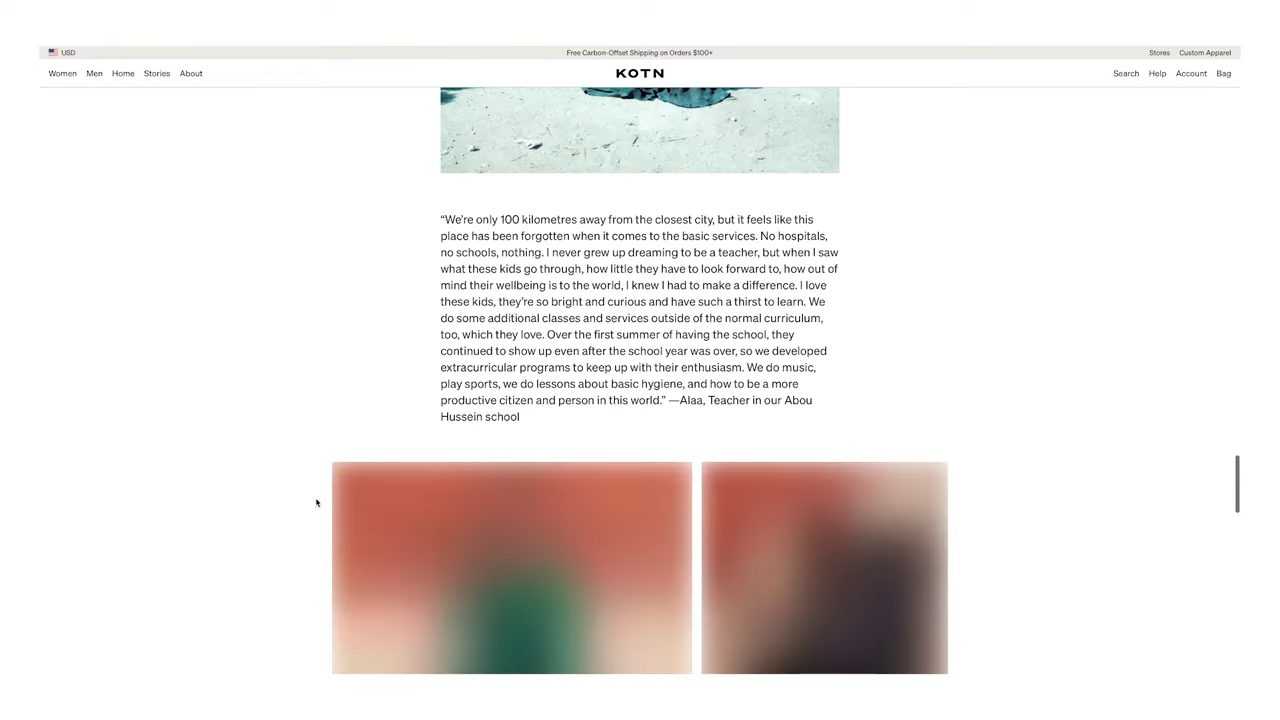 USD
Free Carbon-Offset Shipping on Orders $100+
Stores Custom Apparel
Women Men Home Stories About
KOTN
Search Help Account Bag
“We’re only 100 kilometres away from the closest city, but it feels like this
place has been forgotten when it comes to the basic services. No hospitals,
no schools, nothing. I never grew up dreaming to be a teacher, but when I saw
what these kids go through, how little they have to look forward to, how out of
mind their wellbeing is to the world, I knew I had to make a difference. I love
these kids, they’re so bright and curious and have such a thirst to learn. We
do some additional classes and services outside of the normal curriculum,
too, which they love. Over the first summer of having the school, they
continued to show up even after the school year was over, so we developed
extracurricular programs to keep up with their enthusiasm. We do music,
play sports, we do lessons about basic hygiene, and how to be a more
productive citizen and person in this world.” —Alaa, Teacher in our Abou
Hussein school